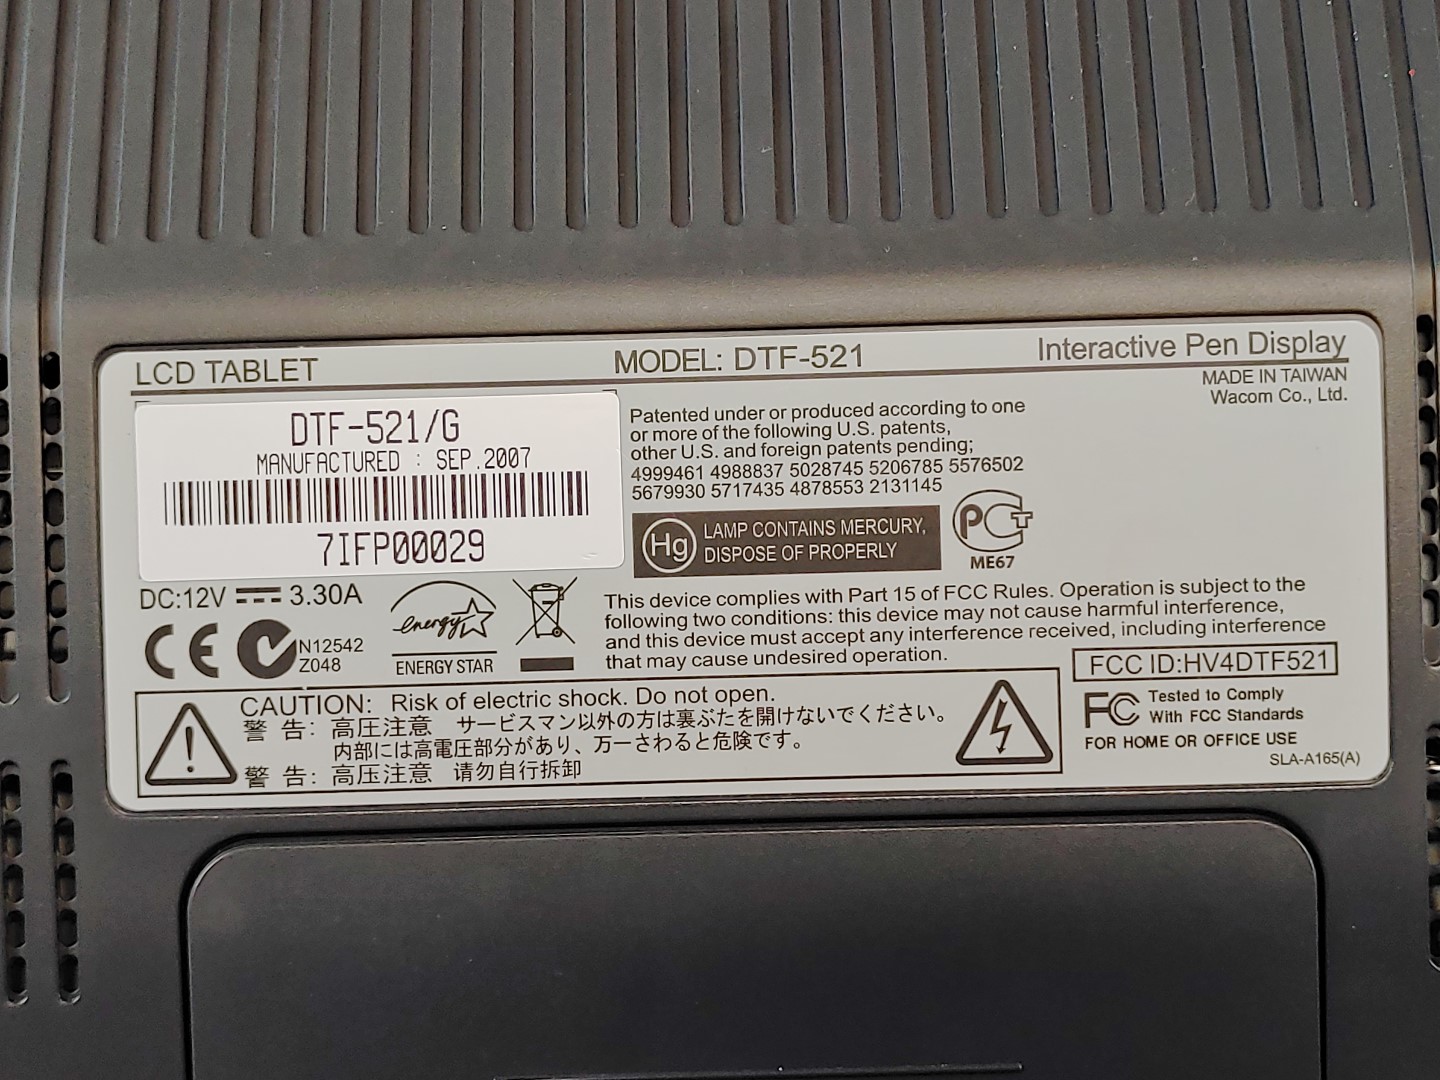 LCD TABLET
MODEL: DTF-521
Interactive Pen Display
MADE IN TAIWAN
Wacom Co., Ltd.
DTF-521/G
MANUFACTURED : SEP.2007
7IFP00029
Patented under or produced according to one
or more of the following U.S. patents,
other U.S. and foreign patents pending;
4999461 4988837 5028745 5206785 5576502
5679930 5717435 4878553 2131145
Hg
LAMP CONTAINS MERCURY,
DISPOSE OF PROPERLY
PCT
ME67
DC:12V 3.30A
CE
N12542
Z048
energy
ENERGY STAR
This device complies with Part 15 of FCC Rules. Operation is subject to the
following two conditions: this device may not cause harmful interference,
and this device must accept any interference received, including interference
that may cause undesired operation.
FCC ID:HV4DTF521
FC
Tested to Comply
With FCC Standards
FOR HOME OR OFFICE USE
SLA-A165(A)
CAUTION: Risk of electric shock. Do not open.
警 告: 高圧注意 サービスマン以外の方は裏ぶたを開けないでください。
内部には高電圧部分があり、万一さわると危険です。
警 告: 高压注意 请勿自行拆卸